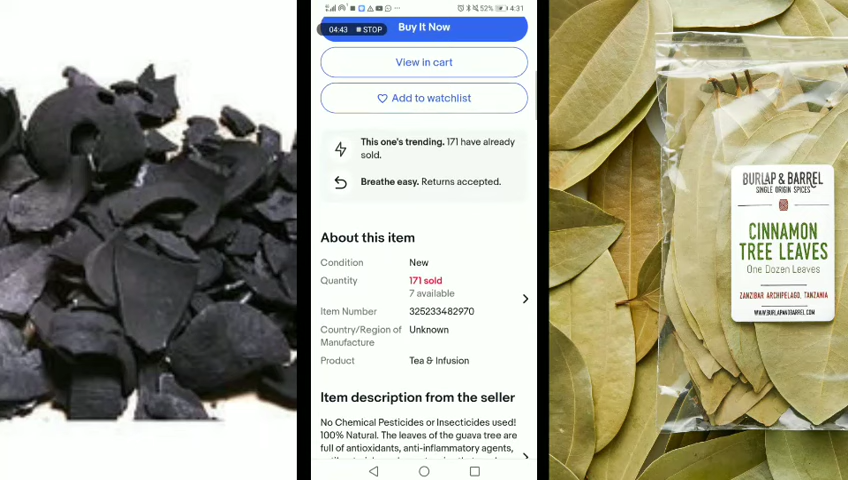 52% 4:31
Buy It Now
04:43 STOP
View in cart
Add to watchlist
This one's trending. 171 have already
sold.
Breathe easy. Returns accepted.
About this item
Condition New
Quantity 171 sold
7 available
Item Number 325233482970
Country/Region of Unknown
Manufacture
Product Tea & Infusion
Item description from the seller
No Chemical Pesticides or Insecticides used!
100% Natural. The leaves of the guava tree are
full of antioxidants, anti-inflammatory agents,
BURLAP & BARREL
SINGLE ORIGIN SPICES
CINNAMON
TREE LEAVES
One Dozen Leaves
ZANZIBAR ARCHIPELAGO, TANZANIA
WWW.BURLAPANDBARREL.COM